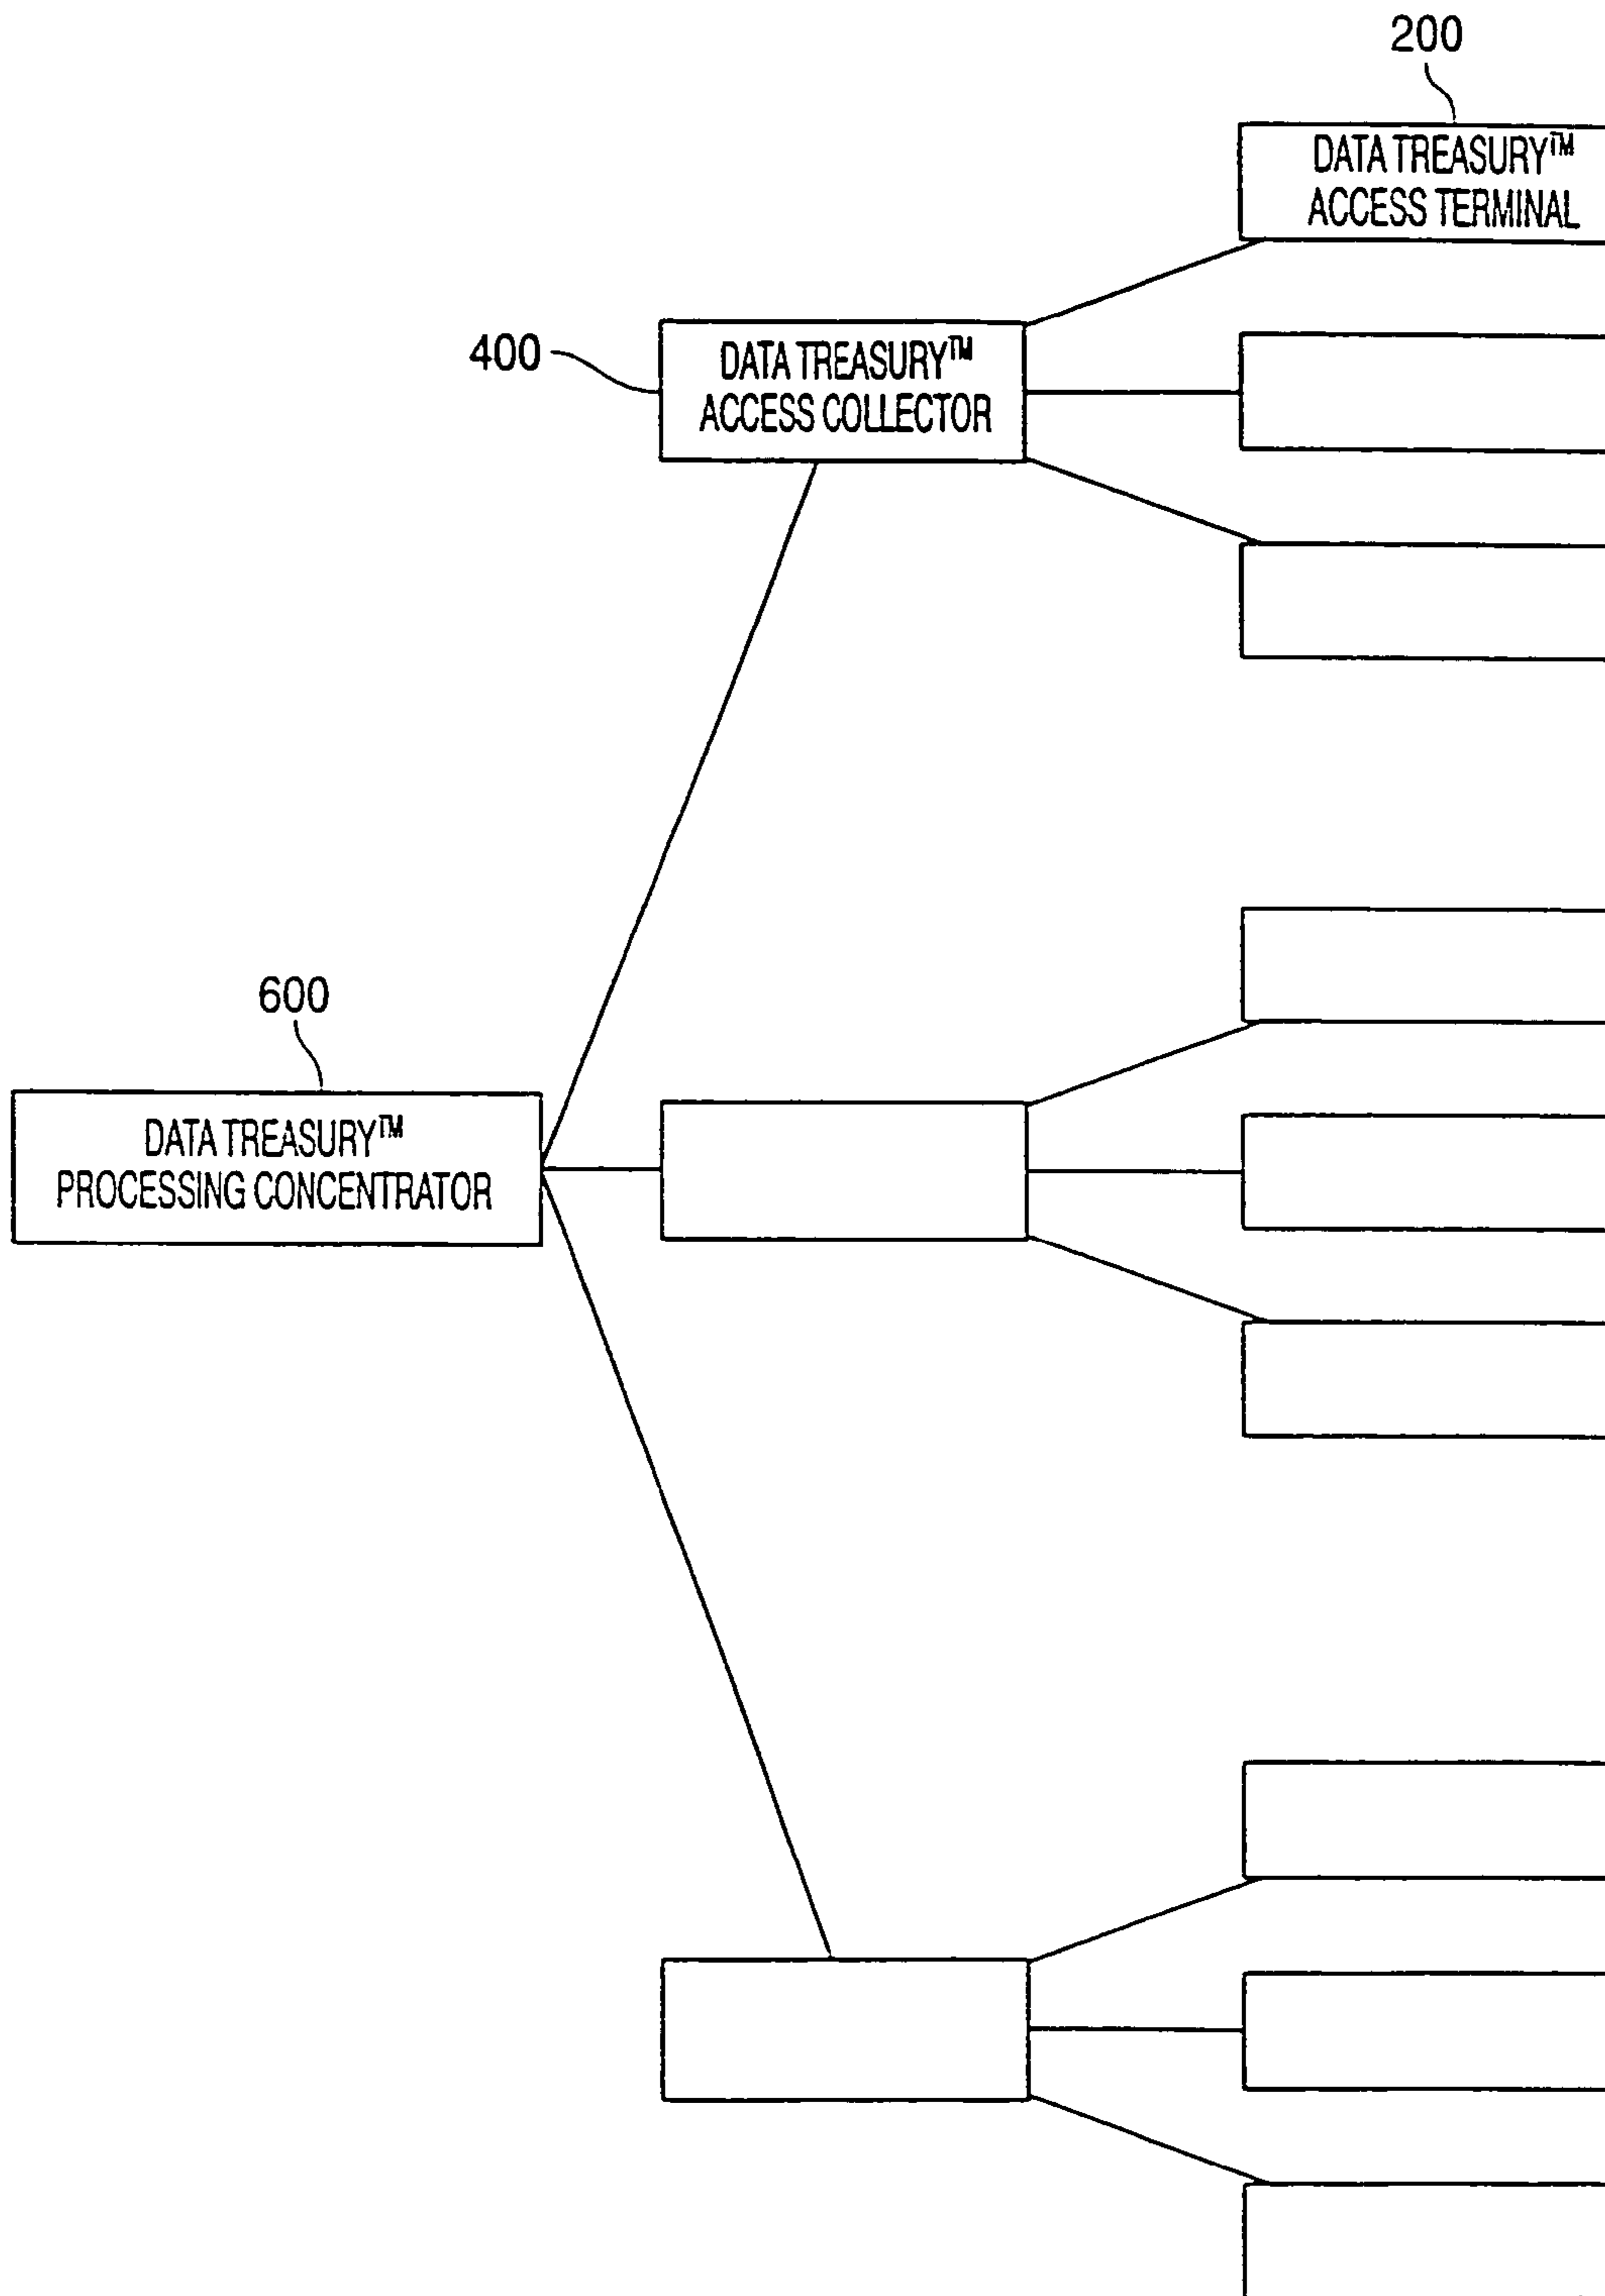 200
DATA TREASURY™
ACCESS TERMINAL
400
DATA TREASURY™
ACCESS COLLECTOR
600
DATA TREASURY™
PROCESSING CONCENTRATOR